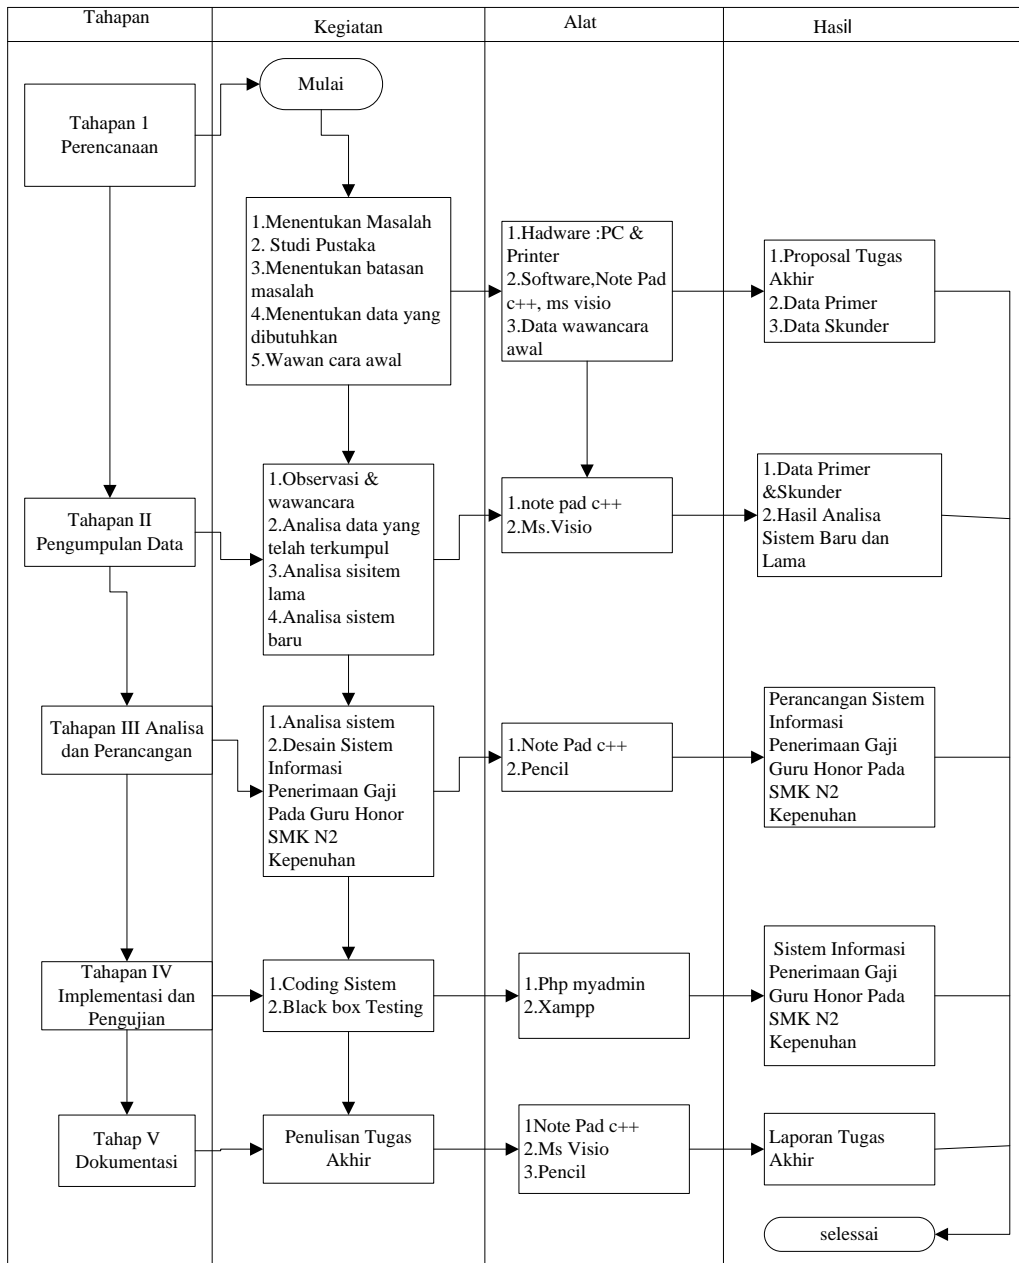 Tahapan
Kegiatan
Alat
Hasil
Mulai
Tahapan 1
Perencanaan
1.Menentukan Masalah
2. Studi Pustaka
3.Menentukan batasan
masalah
4.Menentukan data yang
dibutuhkan
5.Wawan cara awal
1.Hadware :PC &
Printer
2.Software,Note Pad
c++, ms visio
3.Data wawancara
awal
1.Proposal Tugas
Akhir
2.Data Primer
3.Data Skunder
Tahapan II
Pengumpulan Data
1.Observasi &
wawancara
2.Analisa data yang
telah terkumpul
3.Analisa sisitem
lama
4.Analisa sistem
baru
1.note pad c++
2.Ms.Visio
1.Data Primer
&Skunder
2.Hasil Analisa
Sistem Baru dan
Lama
Tahapan III Analisa
dan Perancangan
1.Analisa sistem
2.Desain Sistem
Informasi
Penerimaan Gaji
Pada Guru Honor
SMK N2
Kepenuhan
1.Note Pad c++
2.Pencil
Perancangan Sistem
Informasi
Penerimaan Gaji
Guru Honor Pada
SMK N2
Kepenuhan
Tahapan IV
Implementasi dan
Pengujian
1.Coding Sistem
2.Black box Testing
1.Php myadmin
2.Xampp
Sistem Informasi
Penerimaan Gaji
Guru Honor Pada
SMK N2
Kepenuhan
Tahap V
Dokumentasi
Penulisan Tugas
Akhir
1Note Pad c++
2.Ms Visio
3.Pencil
Laporan Tugas
Akhir
selessai